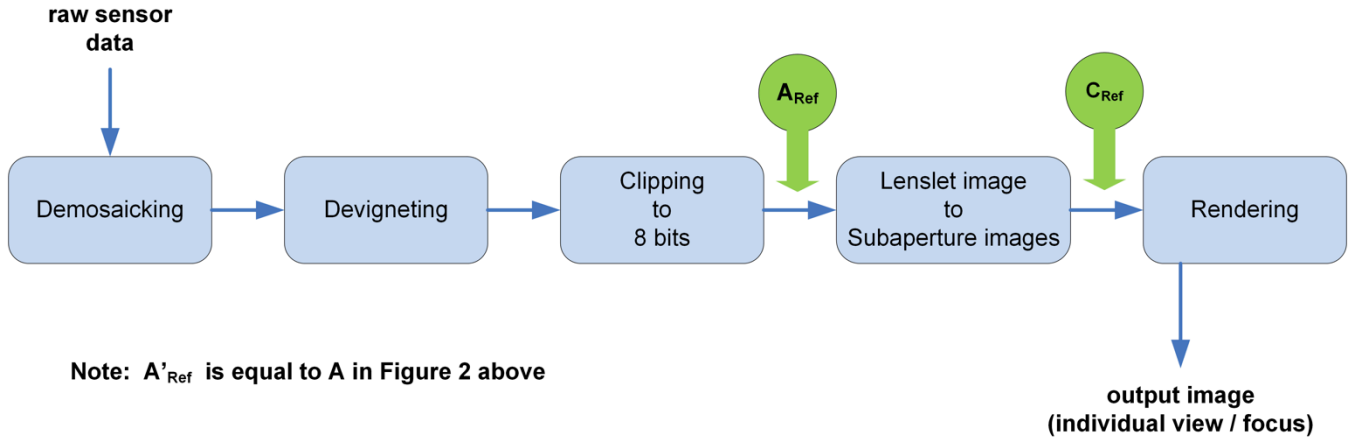 raw sensor
data
A_Ref
C_Ref
Demosaicking
Devigneting
Clipping
to
8 bits
Lenslet image
to
Subaperture images
Rendering
Note: A’_Ref is equal to A in Figure 2 above
output image
(individual view / focus)